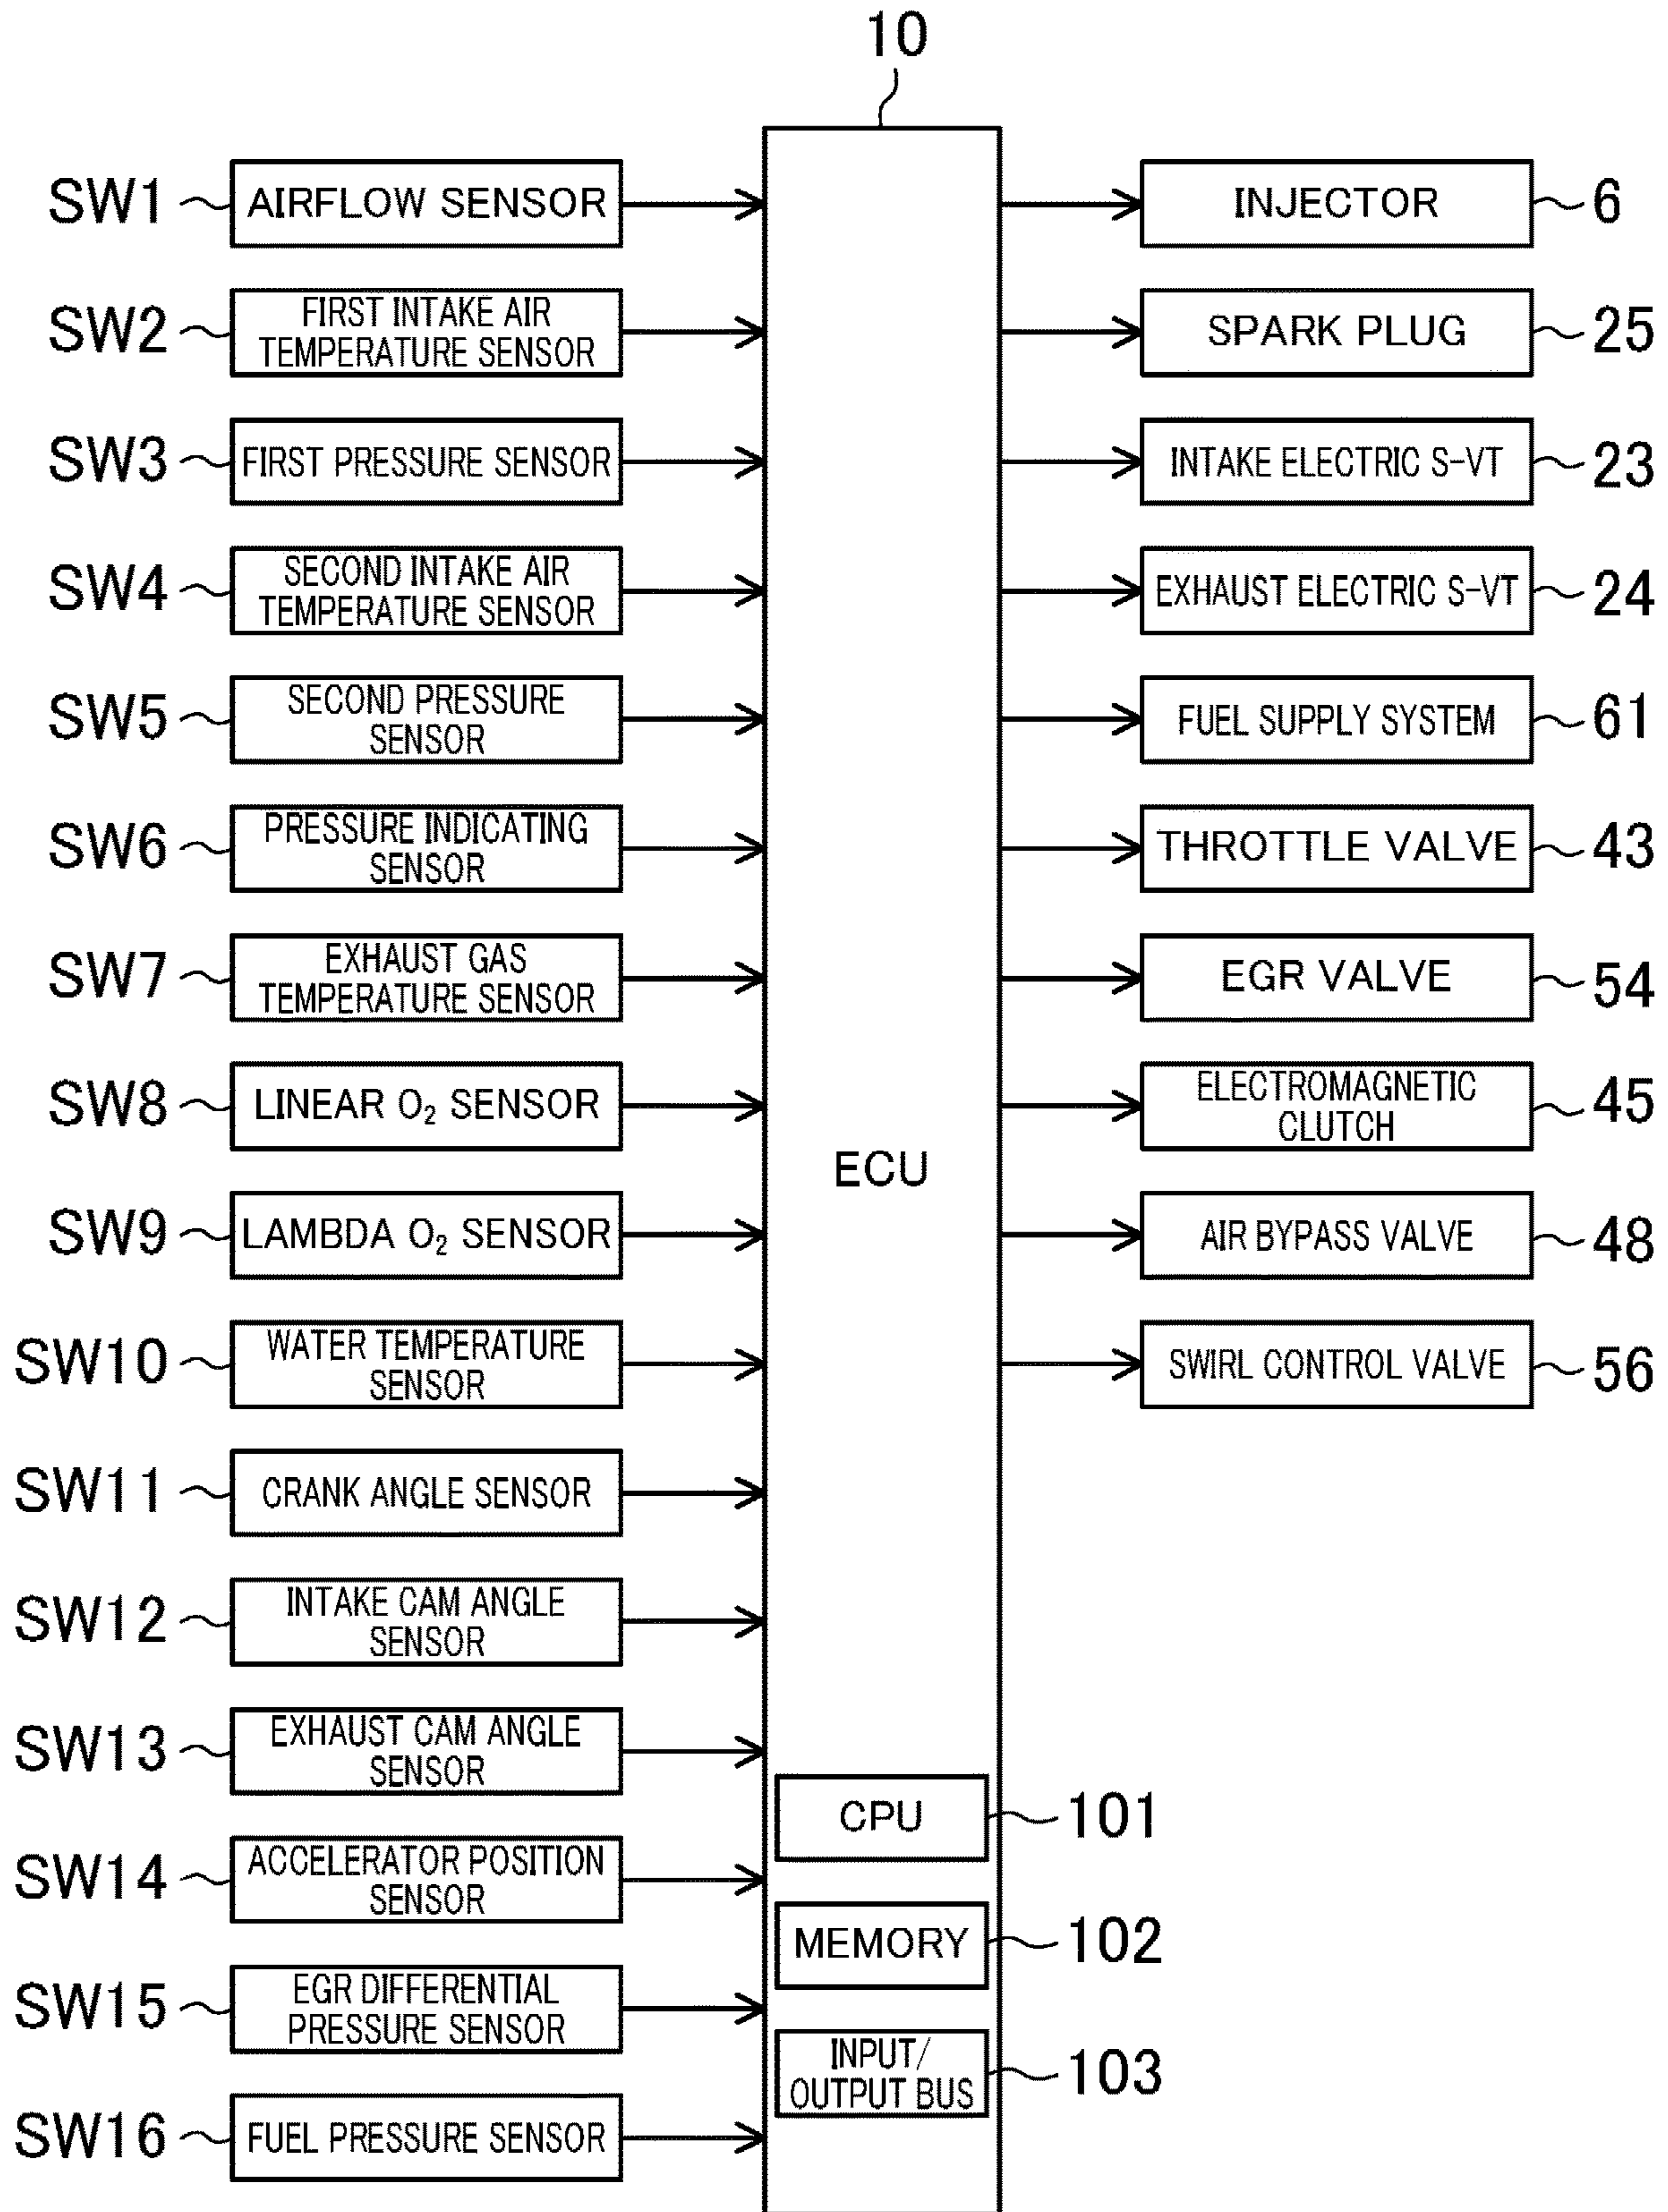 10
SW1
AIRFLOW SENSOR
SW2
FIRST INTAKE AIR
TEMPERATURE SENSOR
SW3
FIRST PRESSURE SENSOR
SW4
SECOND INTAKE AIR
TEMPERATURE SENSOR
SW5
SECOND PRESSURE
SENSOR
SW6
PRESSURE INDICATING
SENSOR
SW7
EXHAUST GAS
TEMPERATURE SENSOR
SW8
LINEAR O₂ SENSOR
SW9
LAMBDA O₂ SENSOR
SW10
WATER TEMPERATURE
SENSOR
SW11
CRANK ANGLE SENSOR
SW12
INTAKE CAM ANGLE
SENSOR
SW13
EXHAUST CAM ANGLE
SENSOR
SW14
ACCELERATOR POSITION
SENSOR
SW15
EGR DIFFERENTIAL
PRESSURE SENSOR
SW16
FUEL PRESSURE SENSOR
ECU
CPU
101
MEMORY
102
INPUT/
OUTPUT BUS
103
INJECTOR
6
SPARK PLUG
25
INTAKE ELECTRIC S-VT
23
EXHAUST ELECTRIC S-VT
24
FUEL SUPPLY SYSTEM
61
THROTTLE VALVE
43
EGR VALVE
54
ELECTROMAGNETIC
CLUTCH
45
AIR BYPASS VALVE
48
SWIRL CONTROL VALVE
56